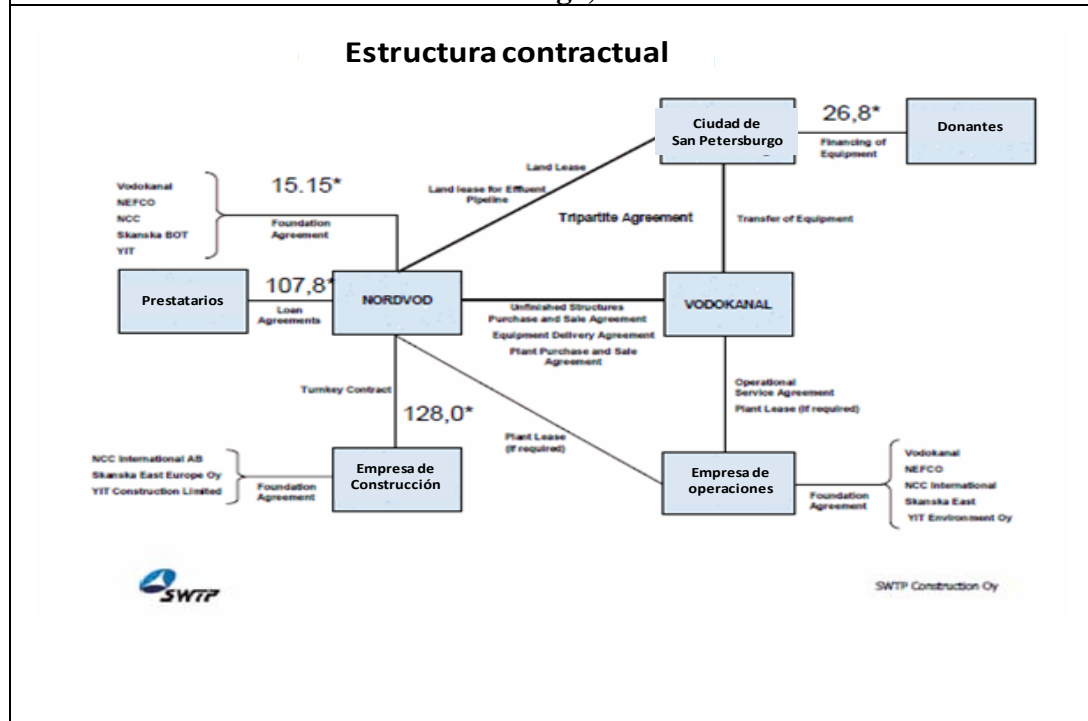 Estructura contractual
Ciudad de
San Petersburgo
26,8*
Financing of
Equipment
Donantes
Land Lease
Land lease for Effluent
Pipeline
Tripartite Agreement
Transfer of Equipment
Vodokanal
NEFCO
NCC
Skanska BOT
YIT
15.15*
Foundation
Agreement
Prestatarios
107,8*
Loan
Agreements
NORDVOD
Unfinished Structures
Purchase and Sale Agreement
Equipment Delivery Agreement
Plant Purchase and Sale
Agreement
VODOKANAL
Turnkey Contract
128,0*
Plant Lease
(If required)
Operational
Service Agreement
Plant Lease (If required)
NCC International AB
Skanska East Europe Oy
YIT Construction Limited
Foundation
Agreement
Empresa de
Construcción
Empresa de
operaciones
Foundation
Agreement
Vodokanal
NEFCO
NCC International
Skanska East
YIT Environment Oy
SWTP
SWTP Construction Oy